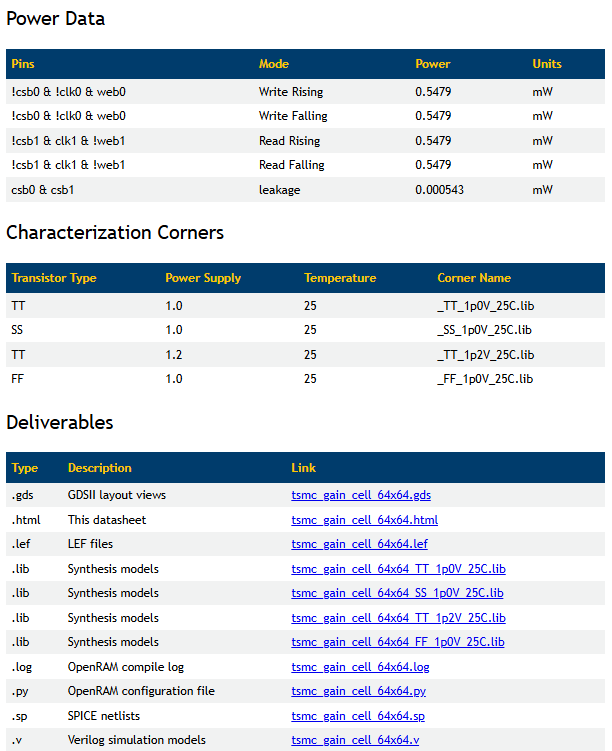 Power Data
Pins Mode Power Units
!csb0 & !clk0 & web0 Write Rising 0.5479 mW
!csb0 & !clk0 & web0 Write Falling 0.5479 mW
!csb1 & clk1 & !web1 Read Rising 0.5479 mW
!csb1 & clk1 & !web1 Read Falling 0.5479 mW
csb0 & csb1 leakage 0.000543 mW
Characterization Corners
Transistor Type Power Supply Temperature Corner Name
TT 1.0 25 _TT_1p0V_25C.lib
SS 1.0 25 _SS_1p0V_25C.lib
TT 1.2 25 _TT_1p2V_25C.lib
FF 1.0 25 _FF_1p0V_25C.lib
Deliverables
Type Description Link
.gds GDSII layout views tsmc_gain_cell_64x64.gds
.html This datasheet tsmc_gain_cell_64x64.html
.lef LEF files tsmc_gain_cell_64x64.lef
.lib Synthesis models tsmc_gain_cell_64x64_TT_1p0V_25C.lib
.lib Synthesis models tsmc_gain_cell_64x64_SS_1p0V_25C.lib
.lib Synthesis models tsmc_gain_cell_64x64_TT_1p2V_25C.lib
.lib Synthesis models tsmc_gain_cell_64x64_FF_1p0V_25C.lib
.log OpenRAM compile log tsmc_gain_cell_64x64.log
.py OpenRAM configuration file tsmc_gain_cell_64x64.py
.sp SPICE netlists tsmc_gain_cell_64x64.sp
.v Verilog simulation models tsmc_gain_cell_64x64.v